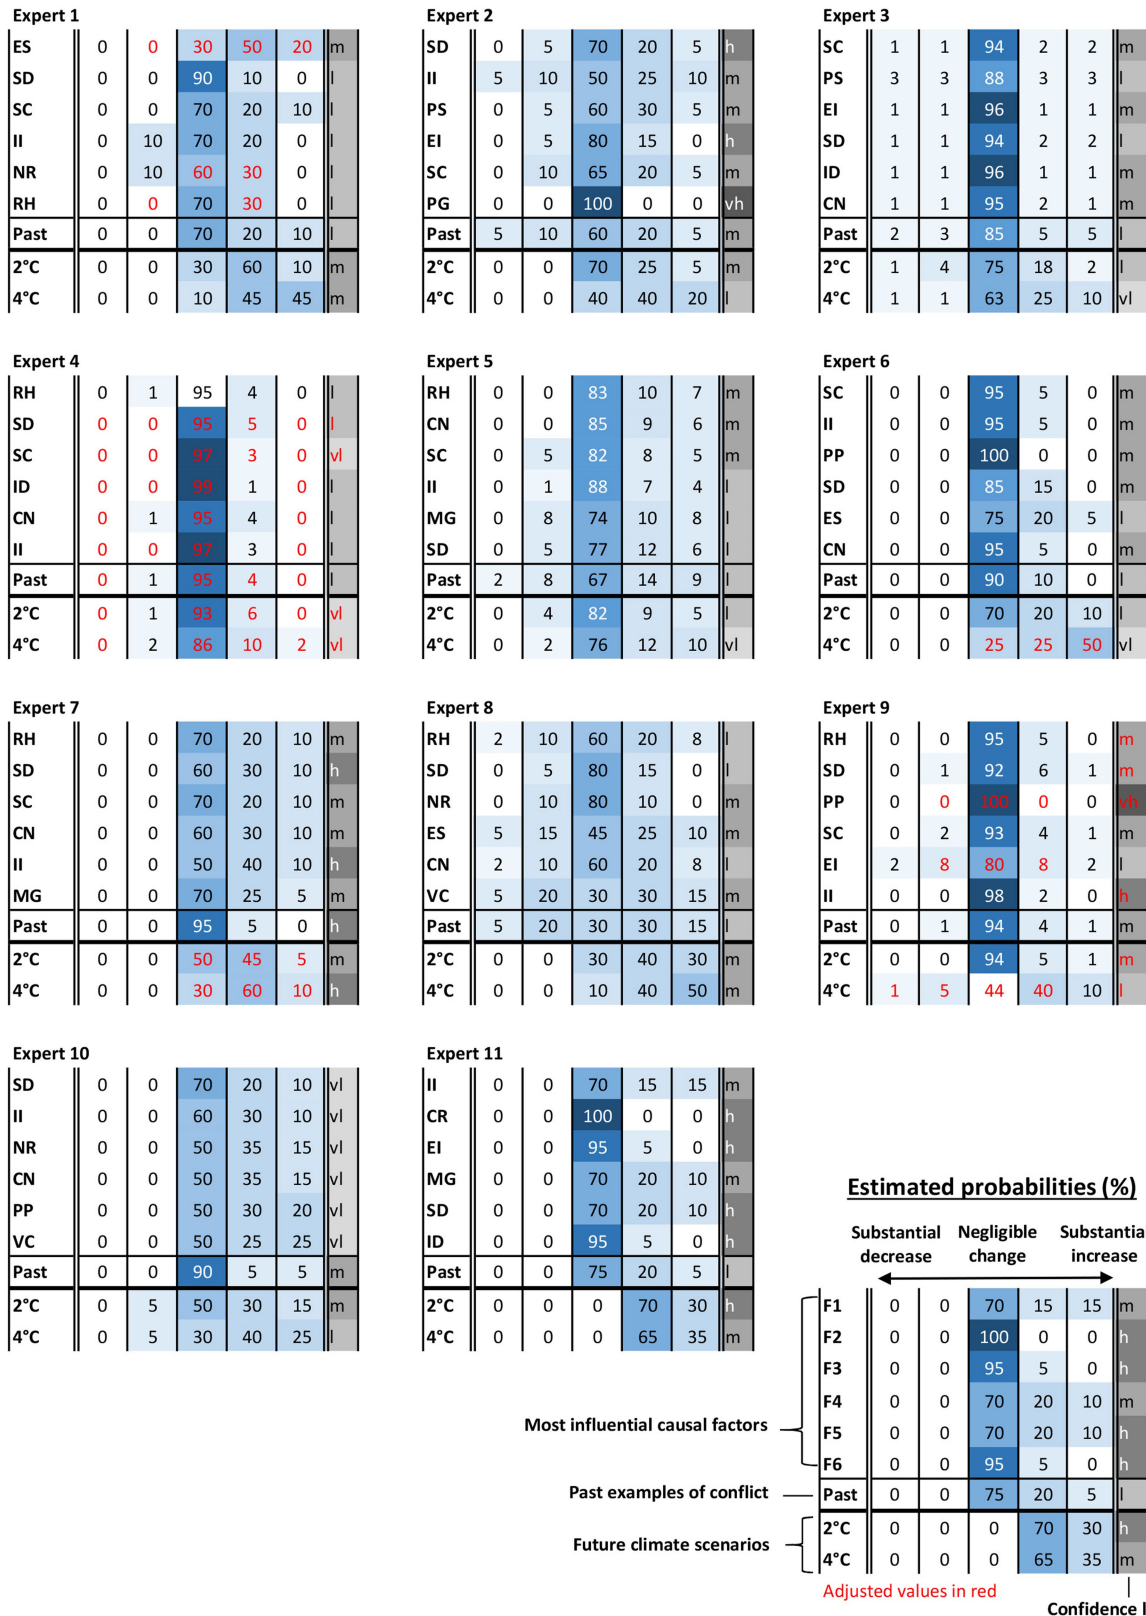 Expert 1
ES 0 0 30 50 20 m
SD 0 0 90 10 0 l
SC 0 0 70 20 10 l
II 0 10 70 20 0 l
NR 0 10 60 30 0 l
RH 0 0 70 30 0 l
Past 0 0 70 20 10 l
2°C 0 0 30 60 10 m
4°C 0 0 10 45 45 m
Expert 2
SD 0 5 70 20 5 h
II 5 10 50 25 10 m
PS 0 5 60 30 5 m
EI 0 5 80 15 0 h
SC 0 10 65 20 5 m
PG 0 0 100 0 0 vh
Past 5 10 60 20 5 m
2°C 0 0 70 25 5 m
4°C 0 0 40 40 20 l
Expert 3
SC 1 1 94 2 2 m
PS 3 3 88 3 3 l
EI 1 1 96 1 1 m
SD 1 1 94 2 2 l
ID 1 1 96 1 1 m
CN 1 1 95 2 1 m
Past 2 3 85 5 5 l
2°C 1 4 75 18 2 l
4°C 1 1 63 25 10 vl
Expert 4
RH 0 1 95 4 0 l
SD 0 0 95 5 0 l
SC 0 0 97 3 0 vl
ID 0 0 99 1 0 l
CN 0 1 95 4 0 l
II 0 0 97 3 0 l
Past 0 1 95 4 0 l
2°C 0 1 93 6 0 vl
4°C 0 2 86 10 2 vl
Expert 5
RH 0 0 83 10 7 m
CN 0 0 85 9 6 m
SC 0 5 82 8 5 m
II 0 1 88 7 4 l
MG 0 8 74 10 8 l
SD 0 5 77 12 6 l
Past 2 8 67 14 9 l
2°C 0 4 82 9 5 l
4°C 0 2 76 12 10 vl
Expert 6
SC 0 0 95 5 0 m
II 0 0 95 5 0 m
PP 0 0 100 0 0 m
SD 0 0 85 15 0 m
ES 0 0 75 20 5 l
CN 0 0 95 5 0 m
Past 0 0 90 10 0 l
2°C 0 0 70 20 10 l
4°C 0 0 25 25 50 vl
Expert 7
RH 0 0 70 20 10 m
SD 0 0 60 30 10 h
SC 0 0 70 20 10 m
CN 0 0 60 30 10 m
II 0 0 50 40 10 h
MG 0 0 70 25 5 m
Past 0 0 95 5 0 h
2°C 0 0 50 45 5 m
4°C 0 0 30 60 10 h
Expert 8
RH 2 10 60 20 8 l
SD 0 5 80 15 0 l
NR 0 10 80 10 0 m
ES 5 15 45 25 10 m
CN 2 10 60 20 8 l
VC 5 20 30 30 15 m
Past 5 20 30 30 15 l
2°C 0 0 30 40 30 m
4°C 0 0 10 40 50 m
Expert 9
RH 0 0 95 5 0 m
SD 0 1 92 6 1 m
PP 0 0 100 0 0 vh
SC 0 2 93 4 1 m
EI 2 8 80 8 2 l
II 0 0 98 2 0 h
Past 0 1 94 4 1 m
2°C 0 0 94 5 1 m
4°C 1 5 44 40 10 l
Expert 10
SD 0 0 70 20 10 vl
II 0 0 60 30 10 vl
NR 0 0 50 35 15 vl
CN 0 0 50 35 15 vl
PP 0 0 50 30 20 vl
VC 0 0 50 25 25 vl
Past 0 0 90 5 5 m
2°C 0 5 50 30 15 m
4°C 0 5 30 40 25 l
Expert 11
II 0 0 70 15 15 m
CR 0 0 100 0 0 h
EI 0 0 95 5 0 h
MG 0 0 70 20 10 m
SD 0 0 70 20 10 h
ID 0 0 95 5 0 h
Past 0 0 75 20 5 l
2°C 0 0 0 70 30 h
4°C 0 0 0 65 35 m
Estimated probabilities (%)
Substantial Negligible Substantial
decrease change increase
F1 0 0 70 15 15 m
F2 0 0 100 0 0 h
F3 0 0 95 5 0 h
F4 0 0 70 20 10 m
Most influential causal factors
F5 0 0 70 20 10 h
F6 0 0 95 5 0 h
Past examples of conflict
Past 0 0 75 20 5 l
Future climate scenarios
2°C 0 0 0 70 30 h
4°C 0 0 0 65 35 m
Adjusted values in red
Confidence l